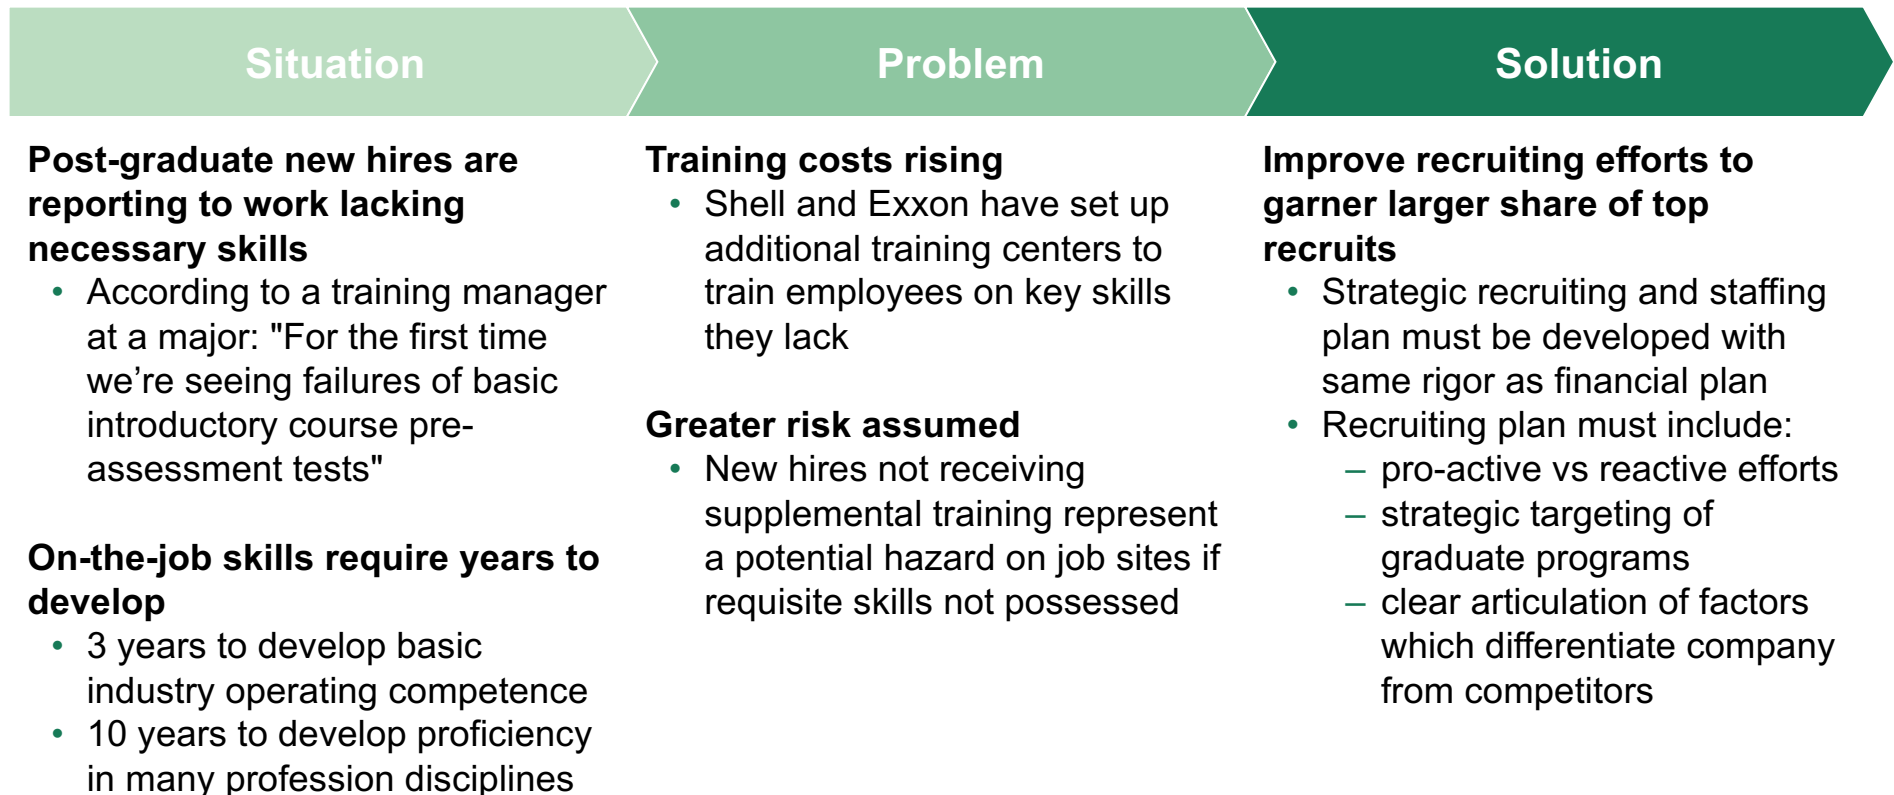 Situation
Problem
Solution
Post-graduate new hires are
reporting to work lacking
necessary skills
• According to a training manager
at a major: "For the first time
we’re seeing failures of basic
introductory course pre-
assessment tests"
On-the-job skills require years to
develop
• 3 years to develop basic
industry operating competence
• 10 years to develop proficiency
in many profession disciplines
Training costs rising
• Shell and Exxon have set up
additional training centers to
train employees on key skills
they lack
Greater risk assumed
• New hires not receiving
supplemental training represent
a potential hazard on job sites if
requisite skills not possessed
Improve recruiting efforts to
garner larger share of top
recruits
• Strategic recruiting and staffing
plan must be developed with
same rigor as financial plan
• Recruiting plan must include:
– pro-active vs reactive efforts
– strategic targeting of
graduate programs
– clear articulation of factors
which differentiate company
from competitors